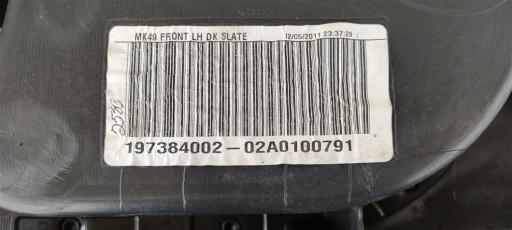 MK49 FRONT LH DK SLATE 12/05/2011 23:37:28
197384002-02A0100791